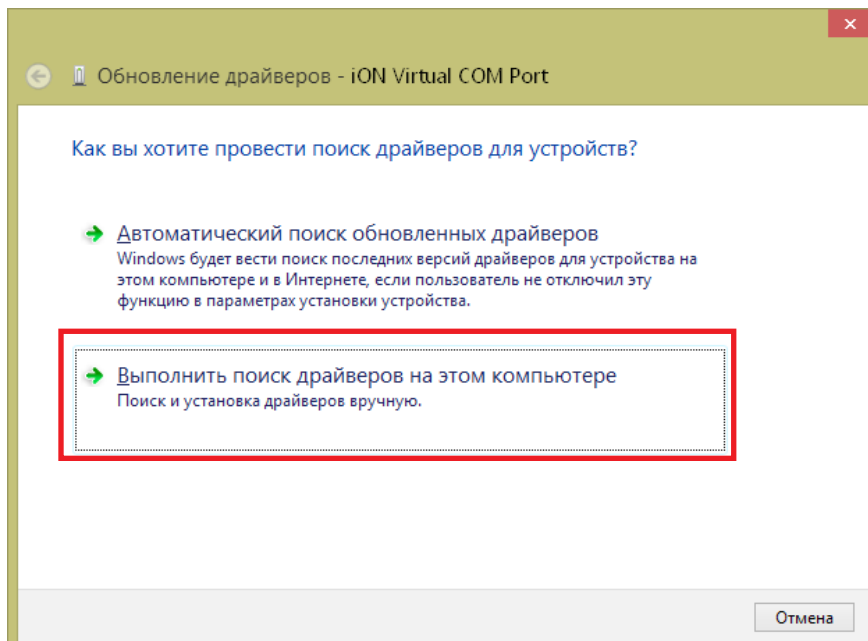 Обновление драйверов - iON Virtual COM Port
Как вы хотите провести поиск драйверов для устройств?
Автоматический поиск обновленных драйверов
Windows будет вести поиск последних версий драйверов для устройства на
этом компьютере и в Интернете, если пользователь не отключил эту
функцию в параметрах установки устройства.
Выполнить поиск драйверов на этом компьютере
Поиск и установка драйверов вручную.
Отмена